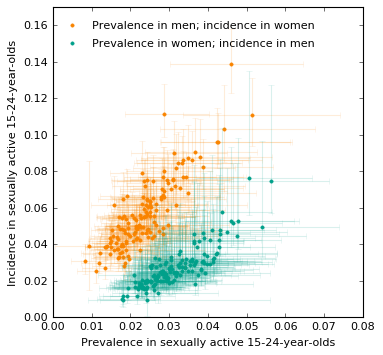 Prevalence in men; incidence in women
Prevalence in women; incidence in men
Incidence in sexually active 15-24-year-olds
0.16
0.14
0.12
0.10
0.08
0.06
0.04
0.02
0.00
0.00 0.01 0.02 0.03 0.04 0.05 0.06 0.07 0.08
Prevalence in sexually active 15-24-year-olds